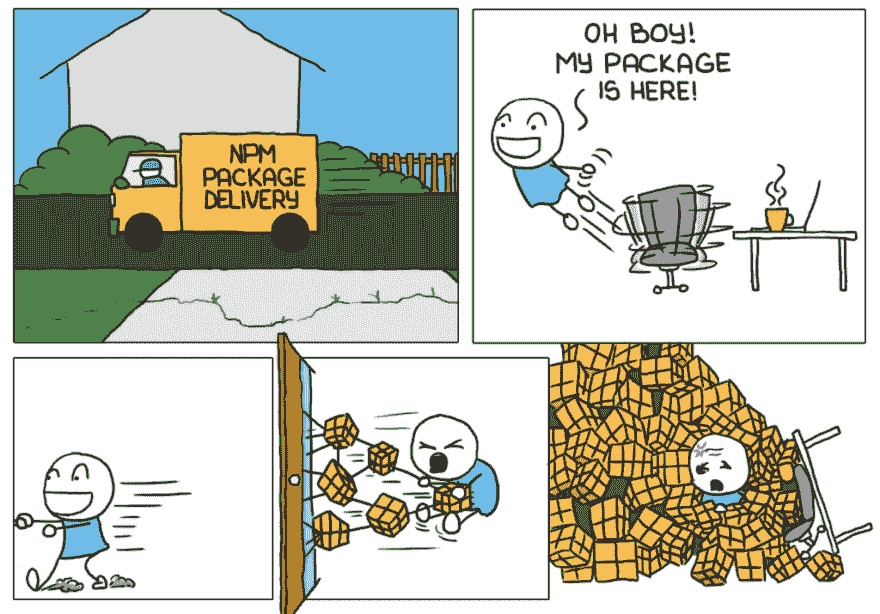 NPM
PACKAGE
DELIVERY
OH BOY!
MY PACKAGE
IS HERE!